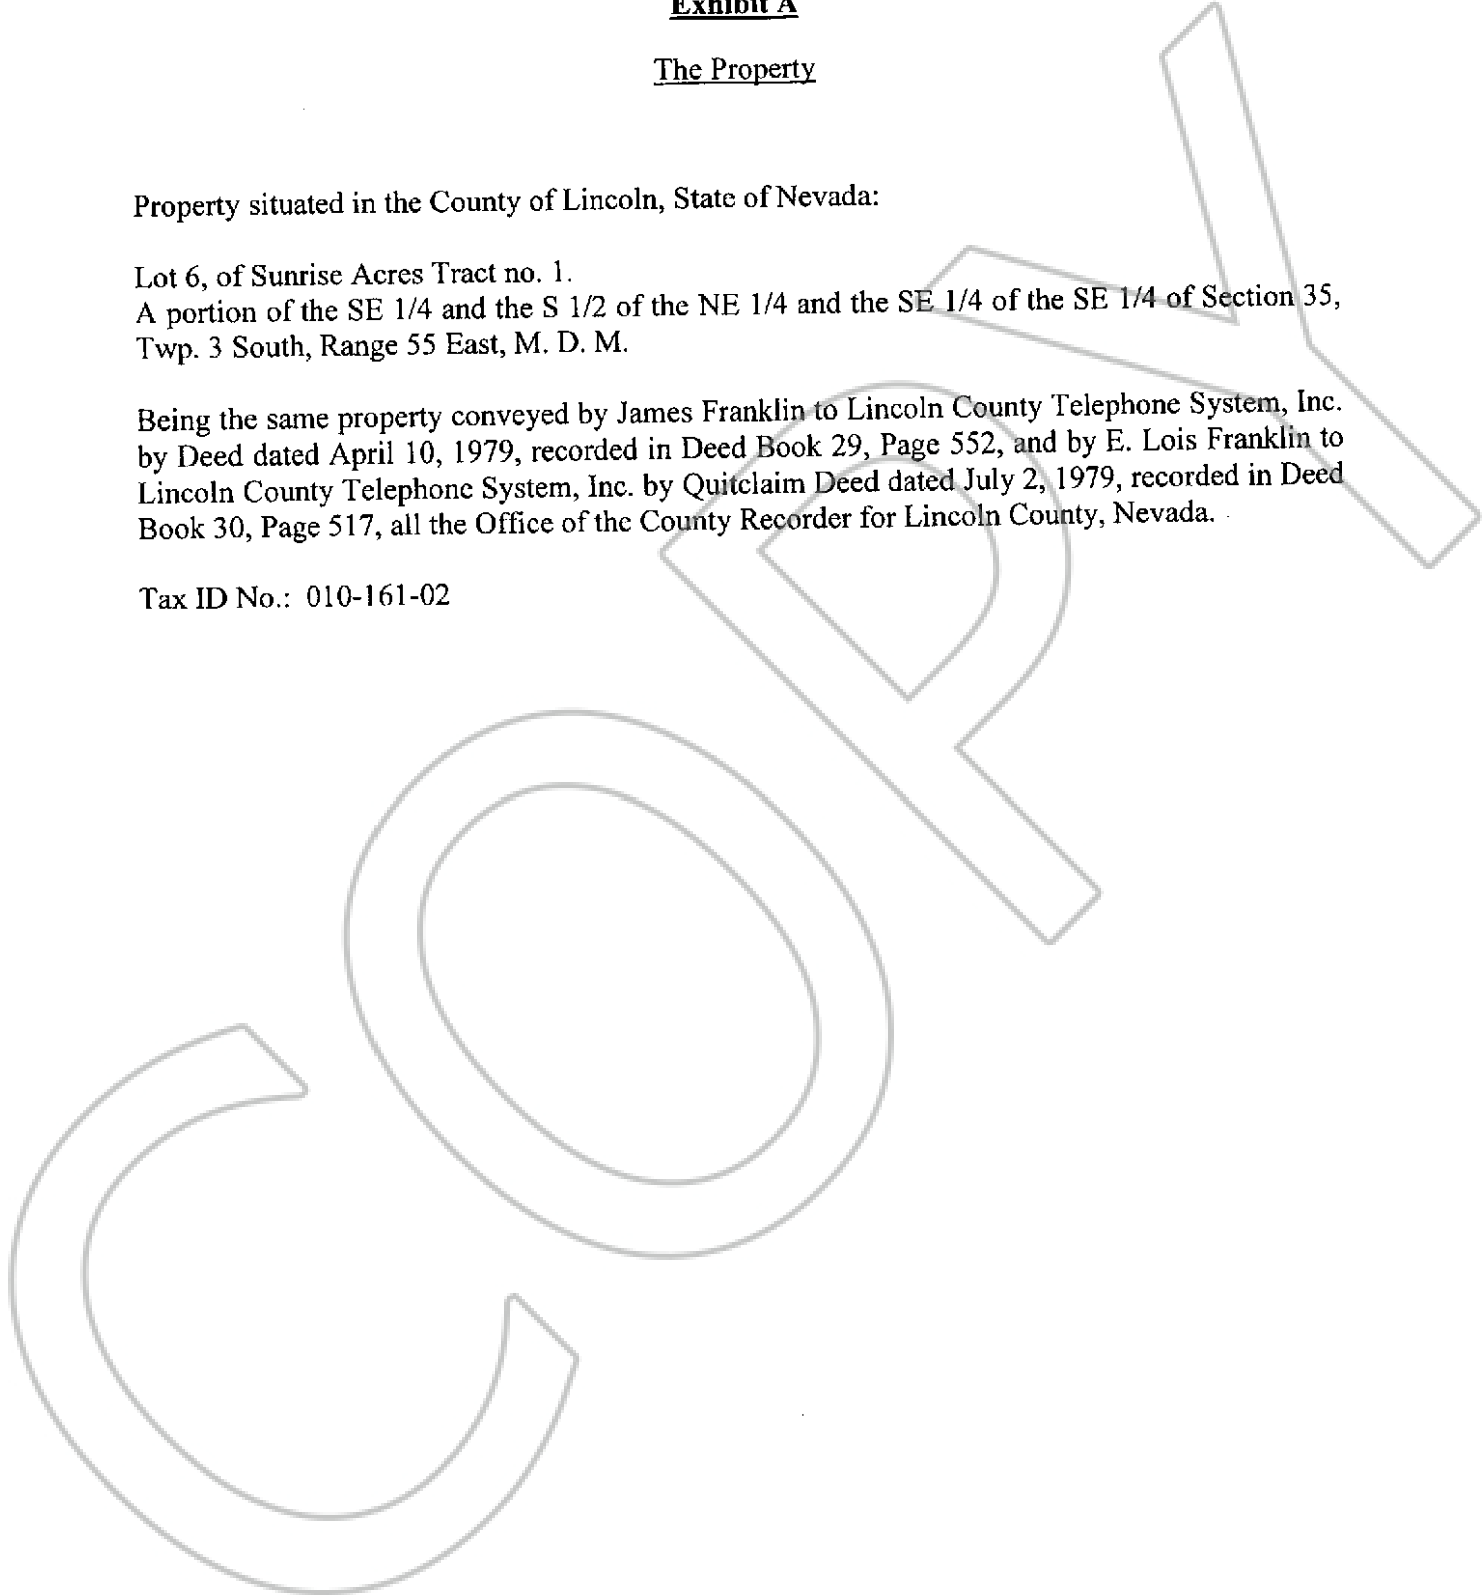 Exhibit A
The Property
Property situated in the County of Lincoln, State of Nevada:
Lot 6, of Sunrise Acres Tract no. 1.
A portion of the SE 1/4 and the S 1/2 of the NE 1/4 and the SE 1/4 of the SE 1/4 of Section 35,
Twp. 3 South, Range 55 East, M. D. M.
Being the same property conveyed by James Franklin to Lincoln County Telephone System, Inc.
by Deed dated April 10, 1979, recorded in Deed Book 29, Page 552, and by E. Lois Franklin to
Lincoln County Telephone System, Inc. by Quitclaim Deed dated July 2, 1979, recorded in Deed
Book 30, Page 517, all the Office of the County Recorder for Lincoln County, Nevada.
Tax ID No.: 010-161-02
COPY